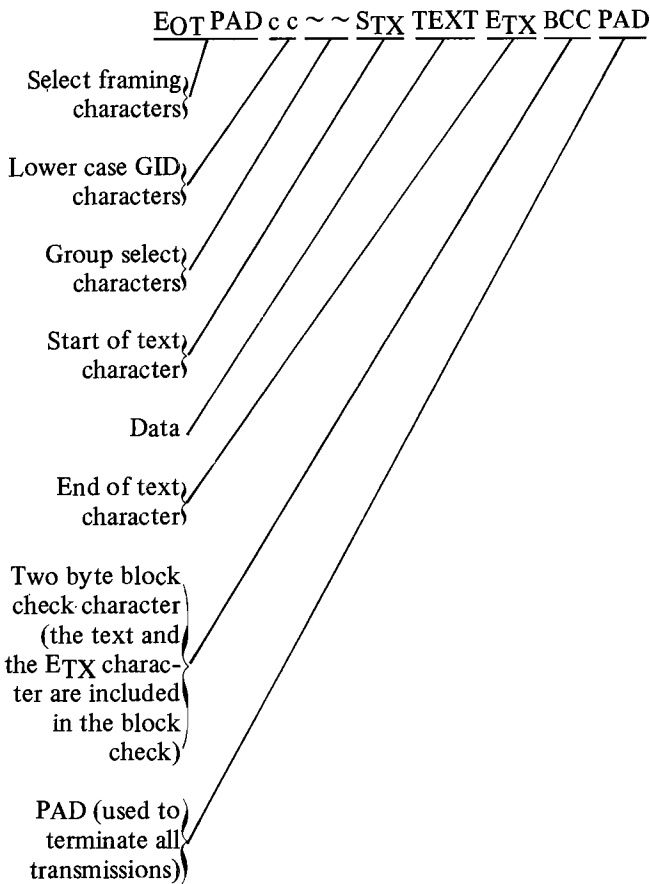 EOT PAD c c ~ ~ STX TEXT ETX BCC PAD
Select framing
characters
Lower case GID
characters
Group select
characters
Start of text
character
Data
End of text
character
Two byte block
check character
(the text and
the ETX charac-
ter are included
in the block
check)
PAD (used to
terminate all
transmissions)